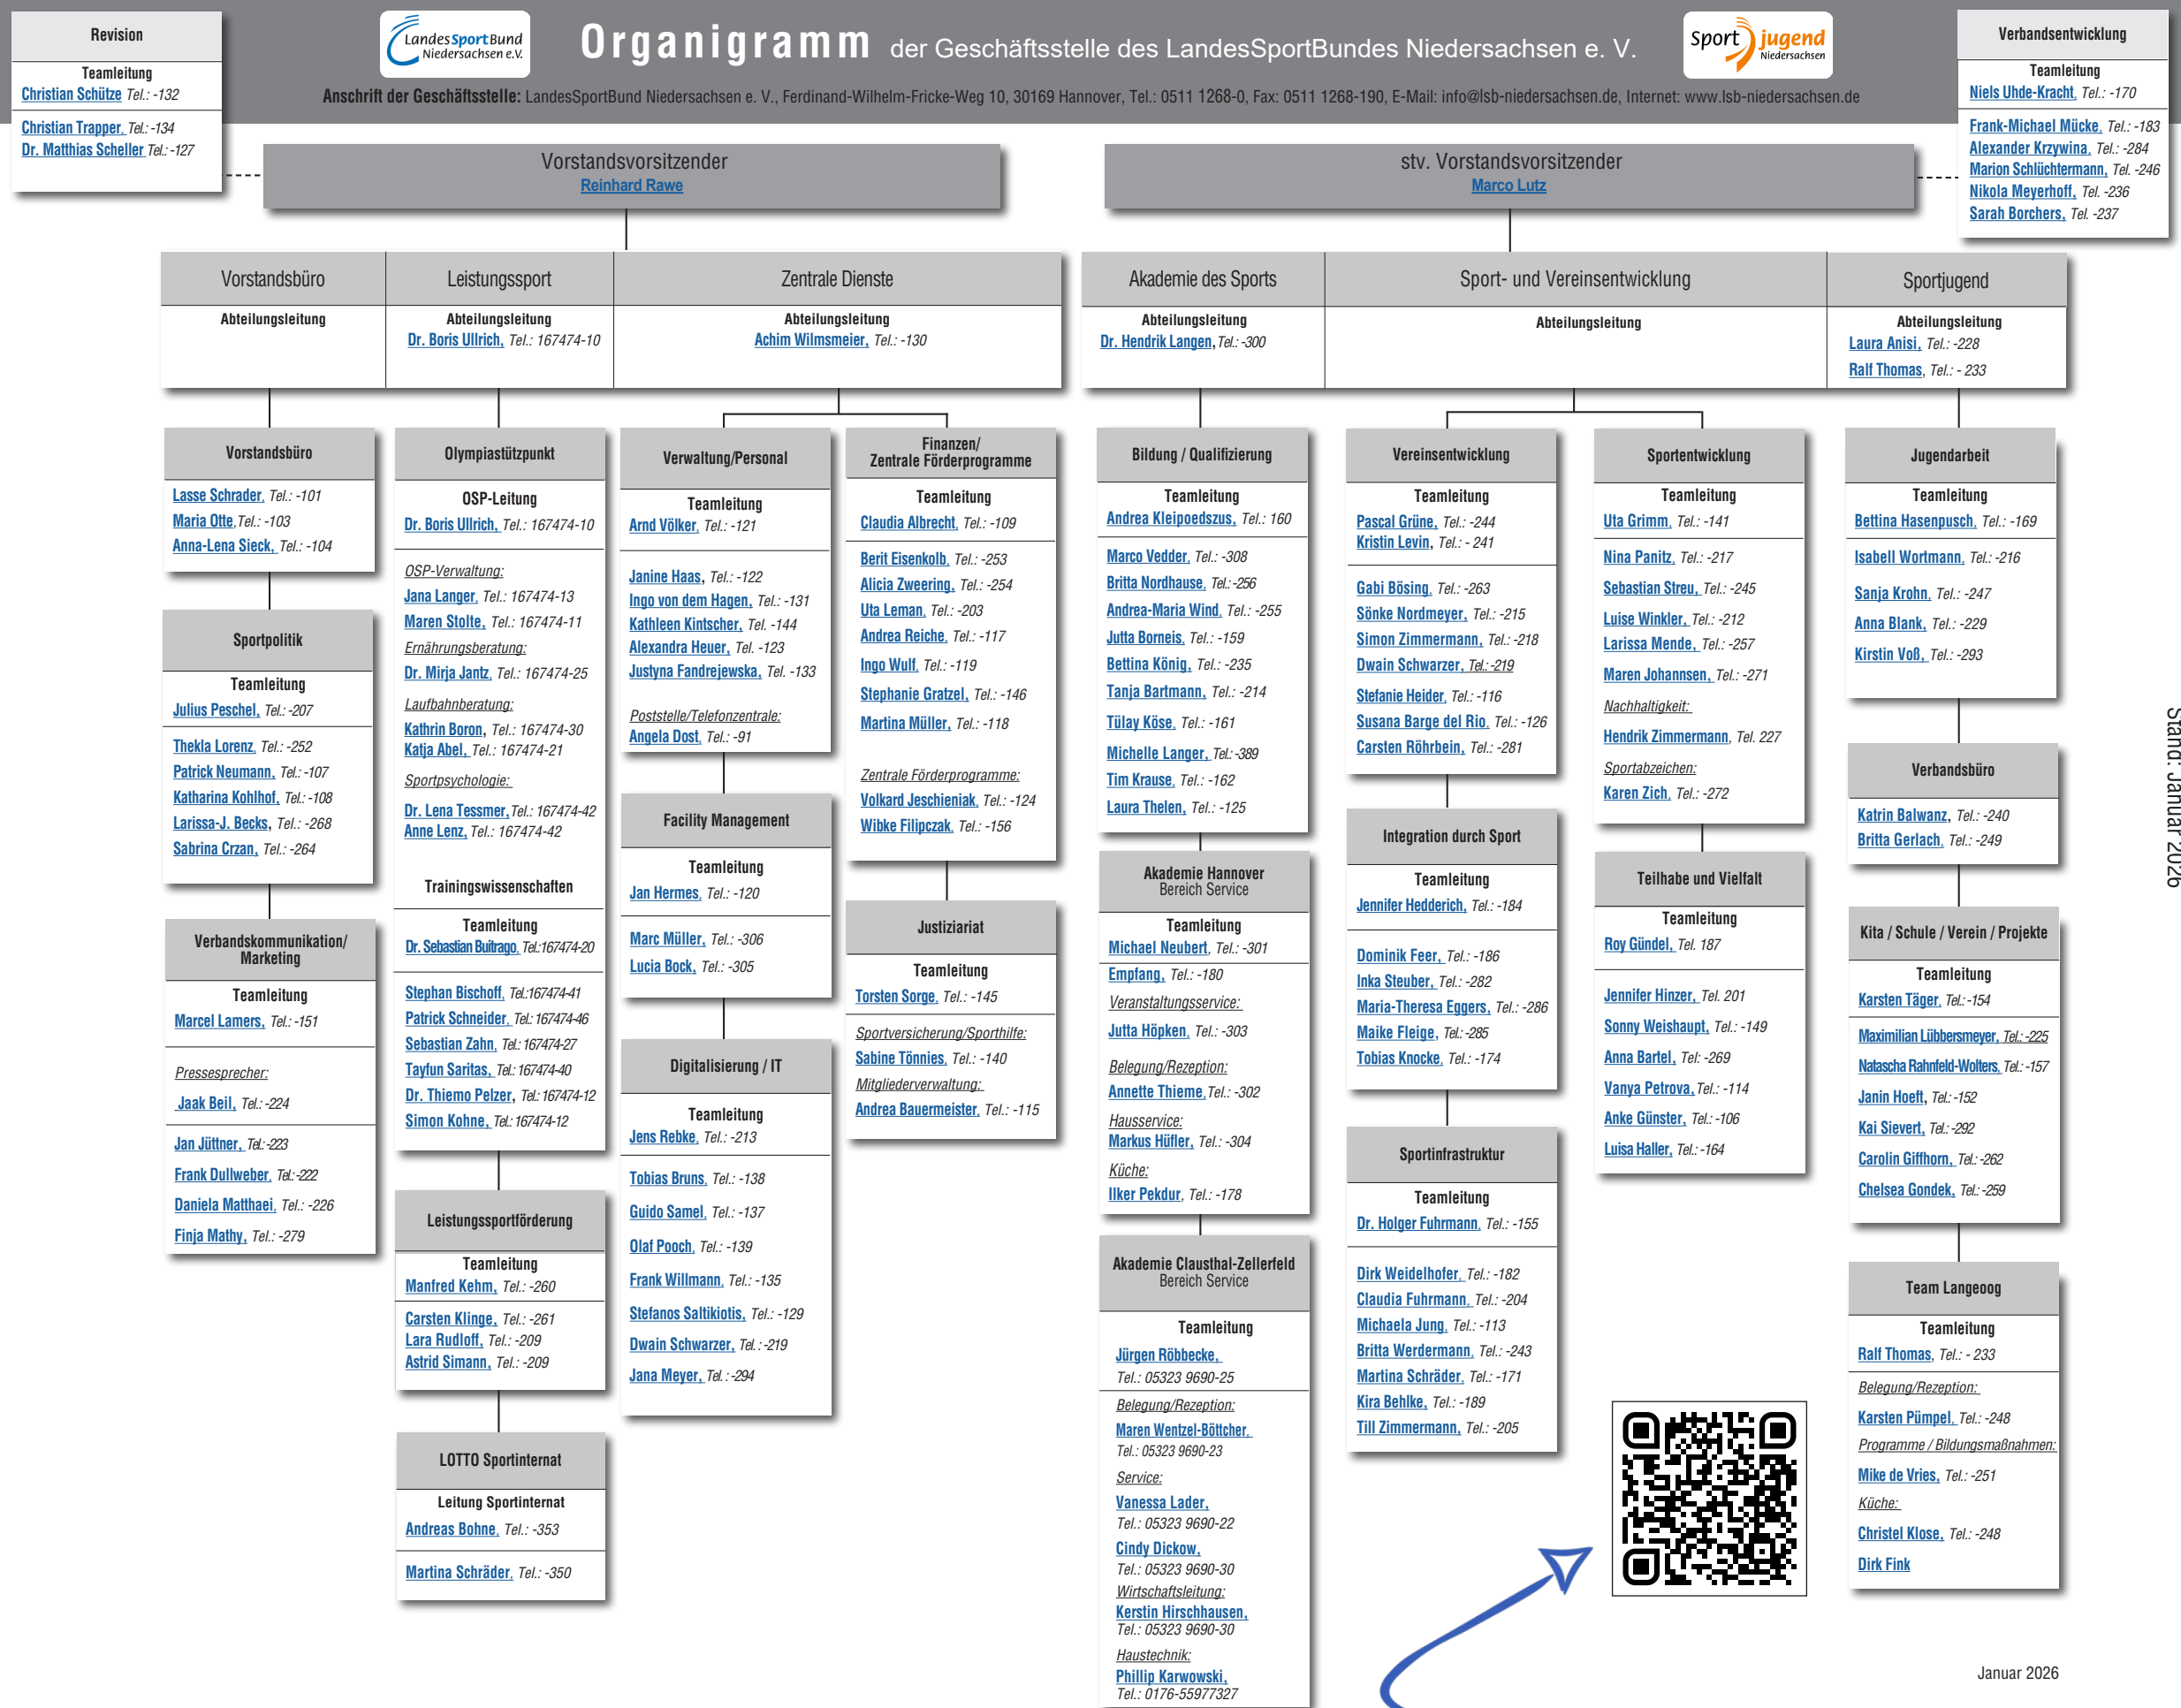 Revision
Teamleitung
Christian Schütze Tel.: -132
Christian Trapper, Tel.: -134
Dr. Matthias Scheller Tel.: -127
LandesSportBund
Niedersachsen e.V.
Organigramm der Geschäftsstelle des LandesSportBundes Niedersachsen e. V.
Sportjugend
Niedersachsen
Anschrift der Geschäftsstelle: LandesSportBund Niedersachsen e. V., Ferdinand-Wilhelm-Fricke-Weg 10, 30169 Hannover, Tel.: 0511 1268-0, Fax: 0511 1268-190, E-Mail: info@lsb-niedersachsen.de, Internet: www.lsb-niedersachsen.de
Verbandsentwicklung
Teamleitung
Niels Uhde-Kracht, Tel.: -170
Frank-Michael Mücke, Tel.: -183
Alexander Krzywina, Tel.: -284
Marion Schlüchtermann, Tel. -246
Nikola Meyerhoff, Tel. -236
Sarah Borchers, Tel. -237
Vorstandsvorsitzender
Reinhard Rawe
stv. Vorstandsvorsitzender
Marco Lutz
Vorstandsbüro
Abteilungsleitung
Leistungssport
Abteilungsleitung
Dr. Boris Ullrich, Tel.: 167474-10
Zentrale Dienste
Abteilungsleitung
Achim Wilmsmeier, Tel.: -130
Akademie des Sports
Abteilungsleitung
Dr. Hendrik Langen, Tel.: -300
Sport- und Vereinsentwicklung
Abteilungsleitung
Sportjugend
Abteilungsleitung
Laura Anisi, Tel.: -228
Ralf Thomas, Tel.: - 233
Vorstandsbüro
Lasse Schrader, Tel.: -101
Maria Otte, Tel.: -103
Anna-Lena Sieck, Tel.: -104
Sportpolitik
Teamleitung
Julius Peschel, Tel.: -207
Thekla Lorenz, Tel.: -252
Patrick Neumann, Tel.: -107
Katharina Kohlhof, Tel.: -108
Larissa-J. Becks, Tel.: -268
Sabrina Crzan, Tel.: -264
Verbandskommunikation/
Marketing
Teamleitung
Marcel Lamers, Tel.: -151
Pressesprecher:
Jaak Beil, Tel.: -224
Jan Jüttner, Tel.: -223
Frank Dullweber, Tel.: -222
Daniela Matthaei, Tel.: -226
Finja Mathy, Tel.: -279
Olympiastützpunkt
OSP-Leitung
Dr. Boris Ullrich, Tel.: 167474-10
OSP-Verwaltung:
Jana Langer, Tel.: 167474-13
Maren Stolte, Tel.: 167474-11
Ernährungsberatung:
Dr. Mirja Jantz, Tel.: 167474-25
Laufbahnberatung:
Kathrin Boron, Tel.: 167474-30
Katja Abel, Tel.: 167474-21
Sportpsychologie:
Dr. Lena Tessmer, Tel.: 167474-42
Anne Lenz, Tel.: 167474-42
Trainingswissenschaften
Teamleitung
Dr. Sebastian Buitrago, Tel.:167474-20
Stephan Bischoff, Tel.:167474-41
Patrick Schneider, Tel.: 167474-46
Sebastian Zahn, Tel.: 167474-27
Tayfun Saritas, Tel.: 167474-40
Dr. Thiemo Pelzer, Tel.: 167474-12
Simon Kohne, Tel.: 167474-12
Leistungssportförderung
Teamleitung
Manfred Kehm, Tel.: -260
Carsten Klinge, Tel.: -261
Lara Rudloff, Tel.: -209
Astrid Simann, Tel.: -209
LOTTO Sportinternat
Leitung Sportinternat
Andreas Bohne, Tel.: -353
Martina Schräder, Tel.: -350
Verwaltung/Personal
Teamleitung
Arnd Völker, Tel.: -121
Janine Haas, Tel.: -122
Ingo von dem Hagen, Tel.: -131
Kathleen Kintscher, Tel. -144
Alexandra Heuer, Tel. -123
Justyna Fandrejewska, Tel. -133
Poststelle/Telefonzentrale:
Angela Dost, Tel.: -91
Facility Management
Teamleitung
Jan Hermes, Tel.: -120
Marc Müller, Tel.: -306
Lucia Bock, Tel.: -305
Digitalisierung / IT
Teamleitung
Jens Rebke, Tel.: -213
Tobias Bruns, Tel.: -138
Guido Samel, Tel.: -137
Olaf Pooch, Tel.: -139
Frank Willmann, Tel.: -135
Stefanos Saltikiotis, Tel.: -129
Dwain Schwarzer, Tel.: -219
Jana Meyer, Tel.: -294
Finanzen/
Zentrale Förderprogramme
Teamleitung
Claudia Albrecht, Tel.: -109
Berit Eisenkolb, Tel.: -253
Alicia Zweering, Tel.: -254
Uta Leman, Tel.: -203
Andrea Reiche, Tel.: -117
Ingo Wulf, Tel.: -119
Stephanie Gratzel, Tel.: -146
Martina Müller, Tel.: -118
Zentrale Förderprogramme:
Volkard Jeschieniak, Tel.: -124
Wibke Filipczak, Tel.: -156
Justiziariat
Teamleitung
Torsten Sorge, Tel.: -145
Sportversicherung/Sporthilfe:
Sabine Tönnies, Tel.: -140
Mitgliederverwaltung:
Andrea Bauermeister, Tel.: -115
Bildung / Qualifizierung
Teamleitung
Andrea Kleipoedszus, Tel.: 160
Marco Vedder, Tel.: -308
Britta Nordhause, Tel.: -256
Andrea-Maria Wind, Tel.: -255
Jutta Borneis, Tel.: -159
Bettina König, Tel.: -235
Tanja Bartmann, Tel.: -214
Tülay Köse, Tel.: -161
Michelle Langer, Tel.: -389
Tim Krause, Tel.: -162
Laura Thelen, Tel.: -125
Akademie Hannover
Bereich Service
Teamleitung
Michael Neubert, Tel.: -301
Empfang, Tel.: -180
Veranstaltungsservice:
Jutta Höpken, Tel.: -303
Belegung/Rezeption:
Annette Thieme, Tel.: -302
Hausservice:
Markus Hüfler, Tel.: -304
Küche:
Ilker Pekdur, Tel.: -178
Akademie Clausthal-Zellerfeld
Bereich Service
Teamleitung
Jürgen Röbbecke,
Tel.: 05323 9690-25
Belegung/Rezeption:
Maren Wentzel-Böttcher,
Tel.: 05323 9690-23
Service:
Vanessa Lader,
Tel.: 05323 9690-22
Cindy Dickow,
Tel.: 05323 9690-30
Wirtschaftsleitung:
Kerstin Hirschhausen,
Tel.: 05323 9690-30
Haustechnik:
Phillip Karwowski,
Tel.: 0176-55977327
Vereinsentwicklung
Teamleitung
Pascal Grüne, Tel.: -244
Kristin Levin, Tel.: - 241
Gabi Bösing, Tel.: -263
Sönke Nordmeyer, Tel.: -215
Simon Zimmermann, Tel.: -218
Dwain Schwarzer, Tel.: -219
Stefanie Heider, Tel.: -116
Susana Barge del Rio, Tel.: -126
Carsten Röhrbein, Tel.: -281
Integration durch Sport
Teamleitung
Jennifer Hedderich, Tel.: -184
Dominik Feer, Tel.: -186
Inka Steuber, Tel.: -282
Maria-Theresa Eggers, Tel.: -286
Maike Fleige, Tel.: -285
Tobias Knocke, Tel.: -174
Sportinfrastruktur
Teamleitung
Dr. Holger Fuhrmann, Tel.: -155
Dirk Weidelhofer, Tel.: -182
Claudia Fuhrmann, Tel.: -204
Michaela Jung, Tel.: -113
Britta Werdermann, Tel.: -243
Martina Schräder, Tel.: -171
Kira Behlke, Tel.: -189
Till Zimmermann, Tel.: -205
Sportentwicklung
Teamleitung
Uta Grimm, Tel.: -141
Nina Panitz, Tel.: -217
Sebastian Streu, Tel.: -245
Luise Winkler, Tel.: -212
Larissa Mende, Tel.: -257
Maren Johannsen, Tel.: -271
Nachhaltigkeit:
Hendrik Zimmermann, Tel. 227
Sportabzeichen:
Karen Zich, Tel.: -272
Teilhabe und Vielfalt
Teamleitung
Roy Gündel, Tel. 187
Jennifer Hinzer, Tel. 201
Sonny Weishaupt, Tel.: -149
Anna Bartel, Tel: -269
Vanya Petrova, Tel.: -114
Anke Günster, Tel.: -106
Luisa Haller, Tel.: -164
Jugendarbeit
Teamleitung
Bettina Hasenpusch, Tel.: -169
Isabell Wortmann, Tel.: -216
Sanja Krohn, Tel.: -247
Anna Blank, Tel.: -229
Kirstin Voß, Tel.: -293
Verbandsbüro
Katrin Balwanz, Tel.: -240
Britta Gerlach, Tel.: -249
Kita / Schule / Verein / Projekte
Teamleitung
Karsten Täger, Tel.: -154
Maximilian Lübbersmeyer, Tel.: -225
Natascha Rahnfeld-Wolters, Tel.: -157
Janin Hoeft, Tel.: -152
Kai Sievert, Tel.: -292
Carolin Giffhorn, Tel.: -262
Chelsea Gondek, Tel.: -259
Team Langeoog
Teamleitung
Ralf Thomas, Tel.: - 233
Belegung/Rezeption:
Karsten Pümpel, Tel.: -248
Programme / Bildungsmaßnahmen:
Mike de Vries, Tel.: -251
Küche:
Christel Klose, Tel.: -248
Dirk Fink
Stand: Januar 2026
Januar 2026